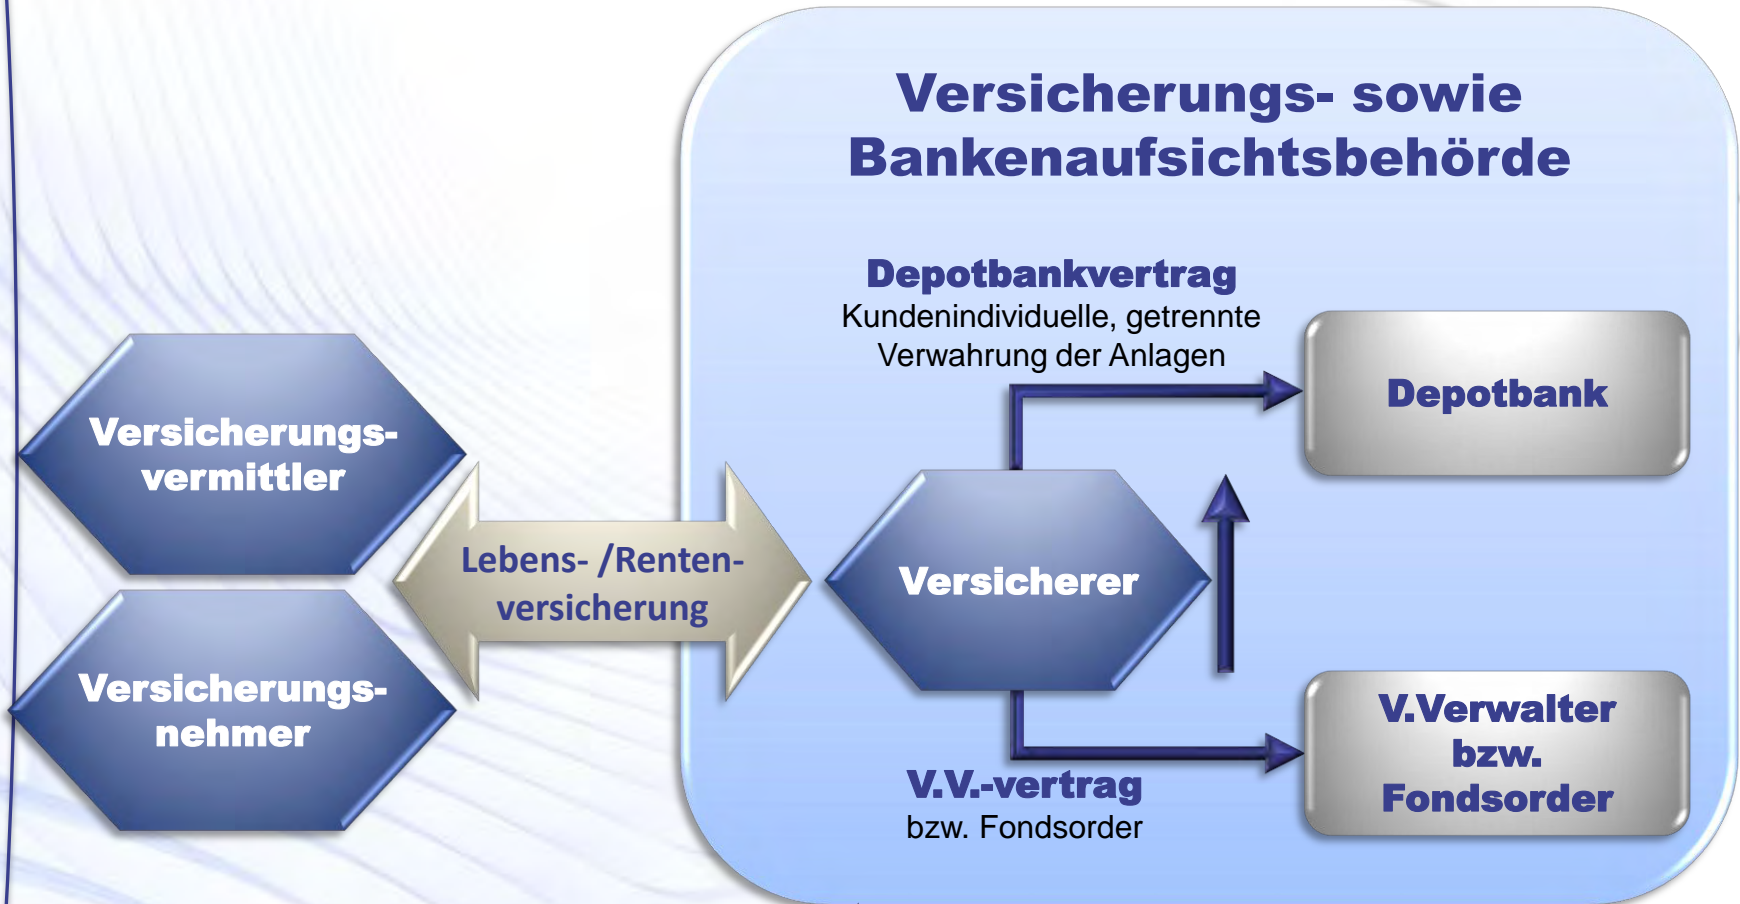 Versicherungs- sowie
Bankenaufsichtsbehörde
Depotbankvertrag
Kundenindividuelle, getrennte
Verwahrung der Anlagen
Depotbank
Versicherungs-
vermittler
Lebens- /Renten-
versicherung
Versicherer
Versicherungs-
nehmer
V.Verwalter
bzw.
Fondsorder
V.V.-vertrag
bzw. Fondsorder